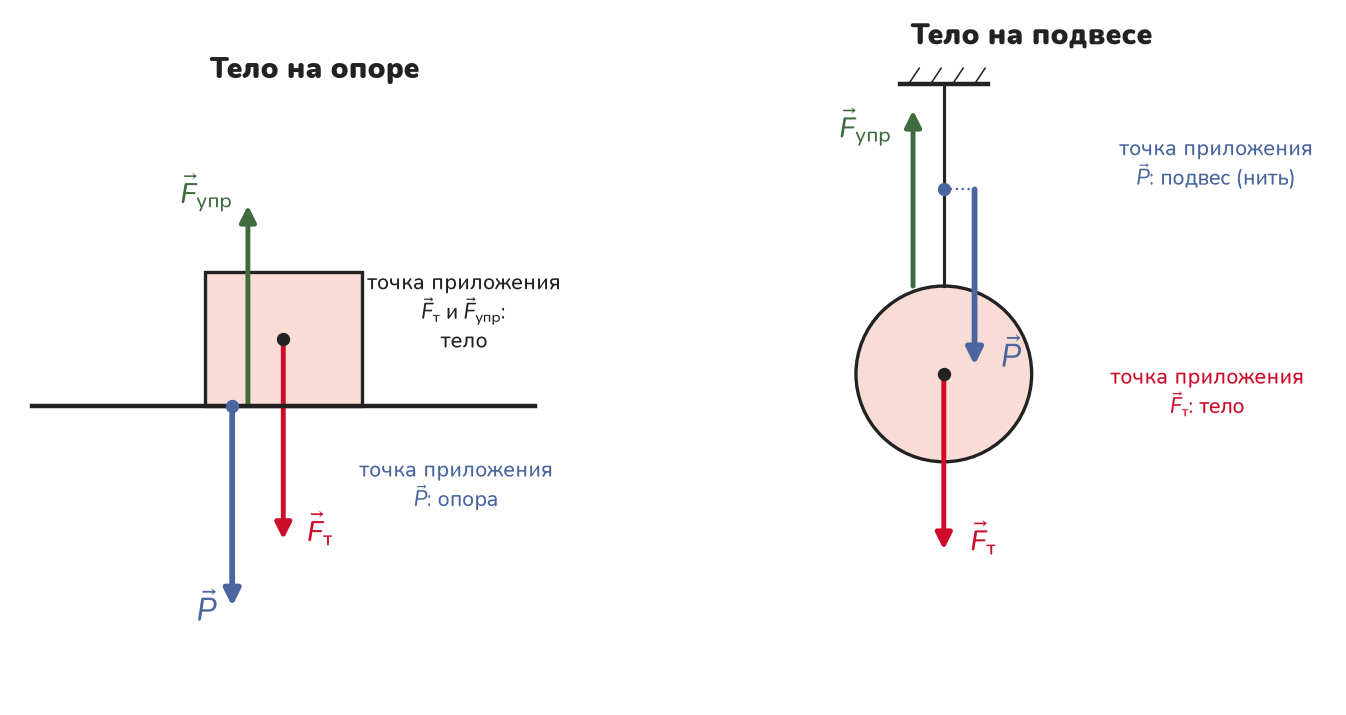 Тело на опоре
F⃗упр
точка приложения
F⃗т и F⃗упр:
тело
точка приложения
P⃗: опора
F⃗т
P⃗
Тело на подвесе
F⃗упр
точка приложения
P⃗: подвес (нить)
P⃗
точка приложения
F⃗т: тело
F⃗т